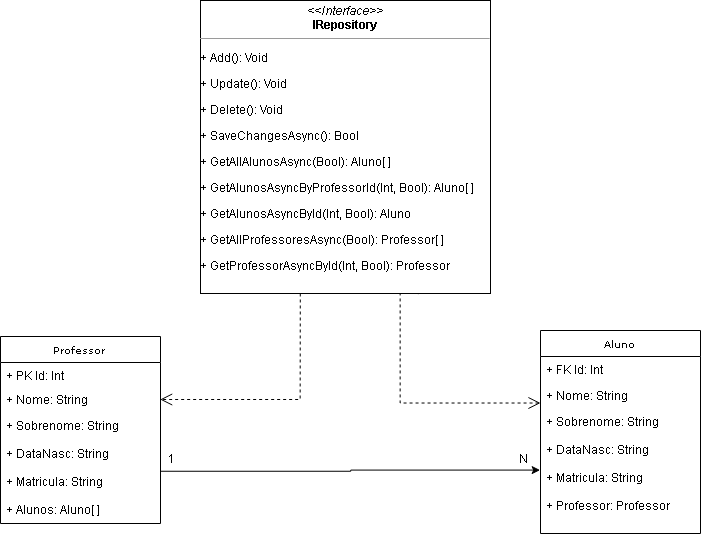 <<Interface>>
IRepository
+ Add(): Void
+ Update(): Void
+ Delete(): Void
+ SaveChangesAsync(): Bool
+ GetAllAlunosAsync(Bool): Aluno[ ]
+ GetAlunosAsyncByProfessorId(Int, Bool): Aluno[ ]
+ GetAlunosAsyncById(Int, Bool): Aluno
+ GetAllProfessoresAsync(Bool): Professor[ ]
+ GetProfessorAsyncById(Int, Bool): Professor
Professor
+ PK Id: Int
+ Nome: String
+ Sobrenome: String
+ DataNasc: String
+ Matricula: String
+ Alunos: Aluno[ ]
1
N
Aluno
+ FK Id: Int
+ Nome: String
+ Sobrenome: String
+ DataNasc: String
+ Matricula: String
+ Professor: Professor